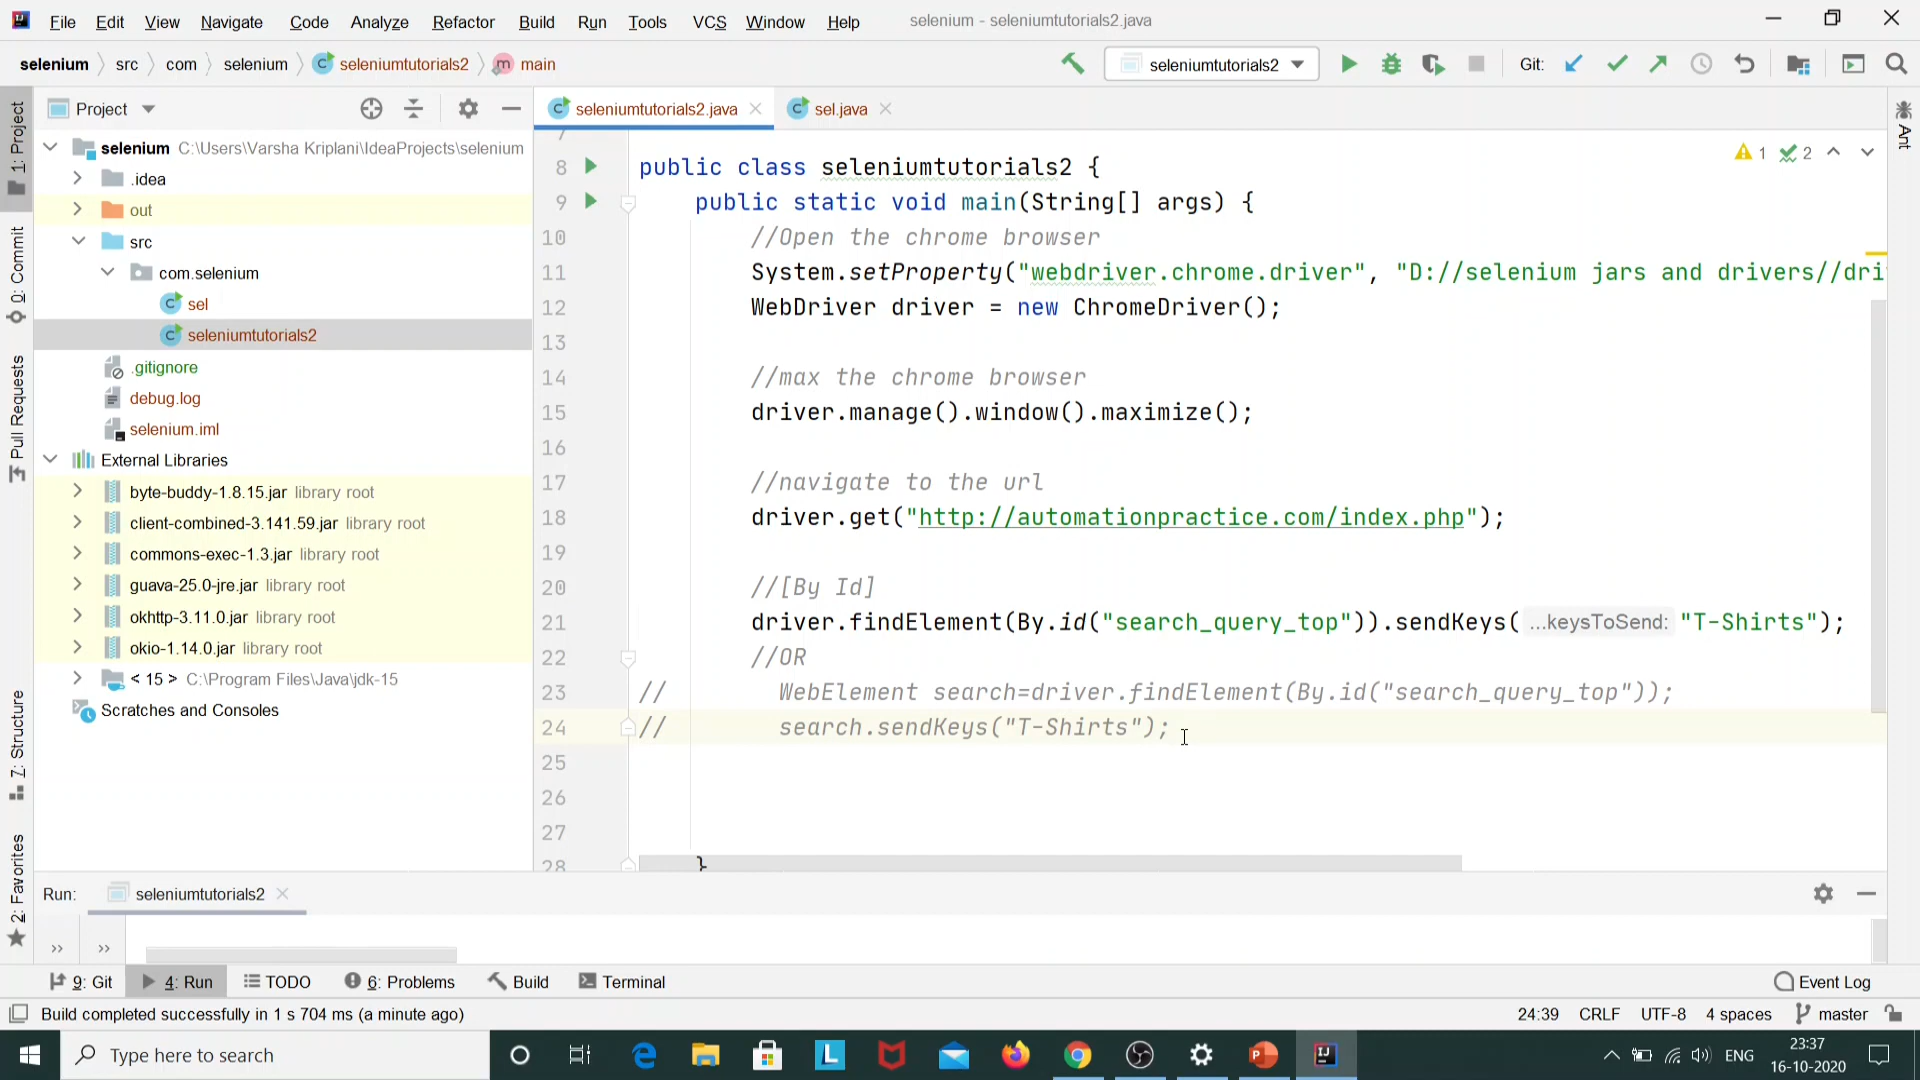 File Edit View Navigate Code Analyze Refactor Build Run Tools VCS Window Help selenium - seleniumtutorials2.java
selenium src com selenium seleniumtutorials2 main seleniumtutorials2 Git:
1: Project
0: Commit
Pull Requests
Z: Structure
2: Favorites
Project
selenium C:\Users\Varsha Kriplani\IdeaProjects\selenium
.idea
out
src
com.selenium
sel
seleniumtutorials2
.gitignore
debug.log
selenium.iml
External Libraries
byte-buddy-1.8.15.jar library root
client-combined-3.141.59.jar library root
commons-exec-1.3.jar library root
guava-25.0-jre.jar library root
okhttp-3.11.0.jar library root
okio-1.14.0.jar library root
< 15 > C:\Program Files\Java\jdk-15
Scratches and Consoles
seleniumtutorials2.java sel.java
Ant
1 2
7
8 public class seleniumtutorials2 {
9 public static void main(String[] args) {
10 //Open the chrome browser
11 System.setProperty("webdriver.chrome.driver", "D://selenium jars and drivers//dri
12 WebDriver driver = new ChromeDriver();
13
14 //max the chrome browser
15 driver.manage().window().maximize();
16
17 //navigate to the url
18 driver.get("http://automationpractice.com/index.php");
19
20 //[By Id]
21 driver.findElement(By.id("search_query_top")).sendKeys( ...keysToSend: "T-Shirts");
22 //OR
23 // WebElement search=driver.findElement(By.id("search_query_top"));
24 // search.sendKeys("T-Shirts");
25
26
27
28 }
Run: seleniumtutorials2
9: Git 4: Run TODO 6: Problems Build Terminal Event Log
Build completed successfully in 1 s 704 ms (a minute ago) 24:39 CRLF UTF-8 4 spaces master
Type here to search ENG 23:37
16-10-2020